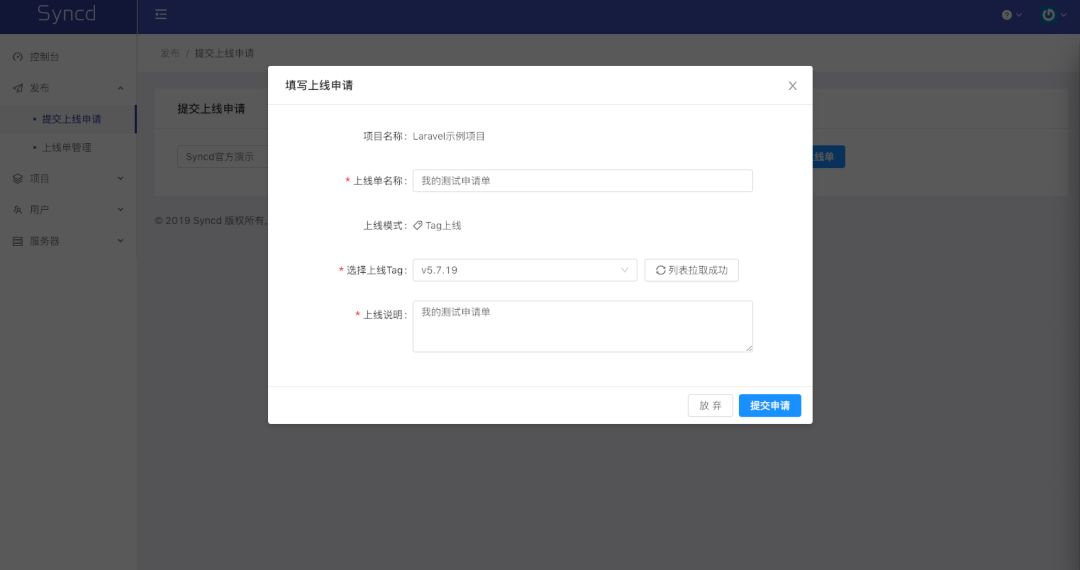 Syncd
控制台
发布
提交上线申请
上线单管理
项目
用户
服务器
发布 / 提交上线申请
提交上线申请
Syncd官方演示
线单
© 2019 Syncd 版权所有.
填写上线申请
项目名称: Laravel示例项目
* 上线单名称: 我的测试申请单
上线模式: Tag上线
* 选择上线Tag: v5.7.19 列表拉取成功
* 上线说明: 我的测试申请单
放 弃 提交申请